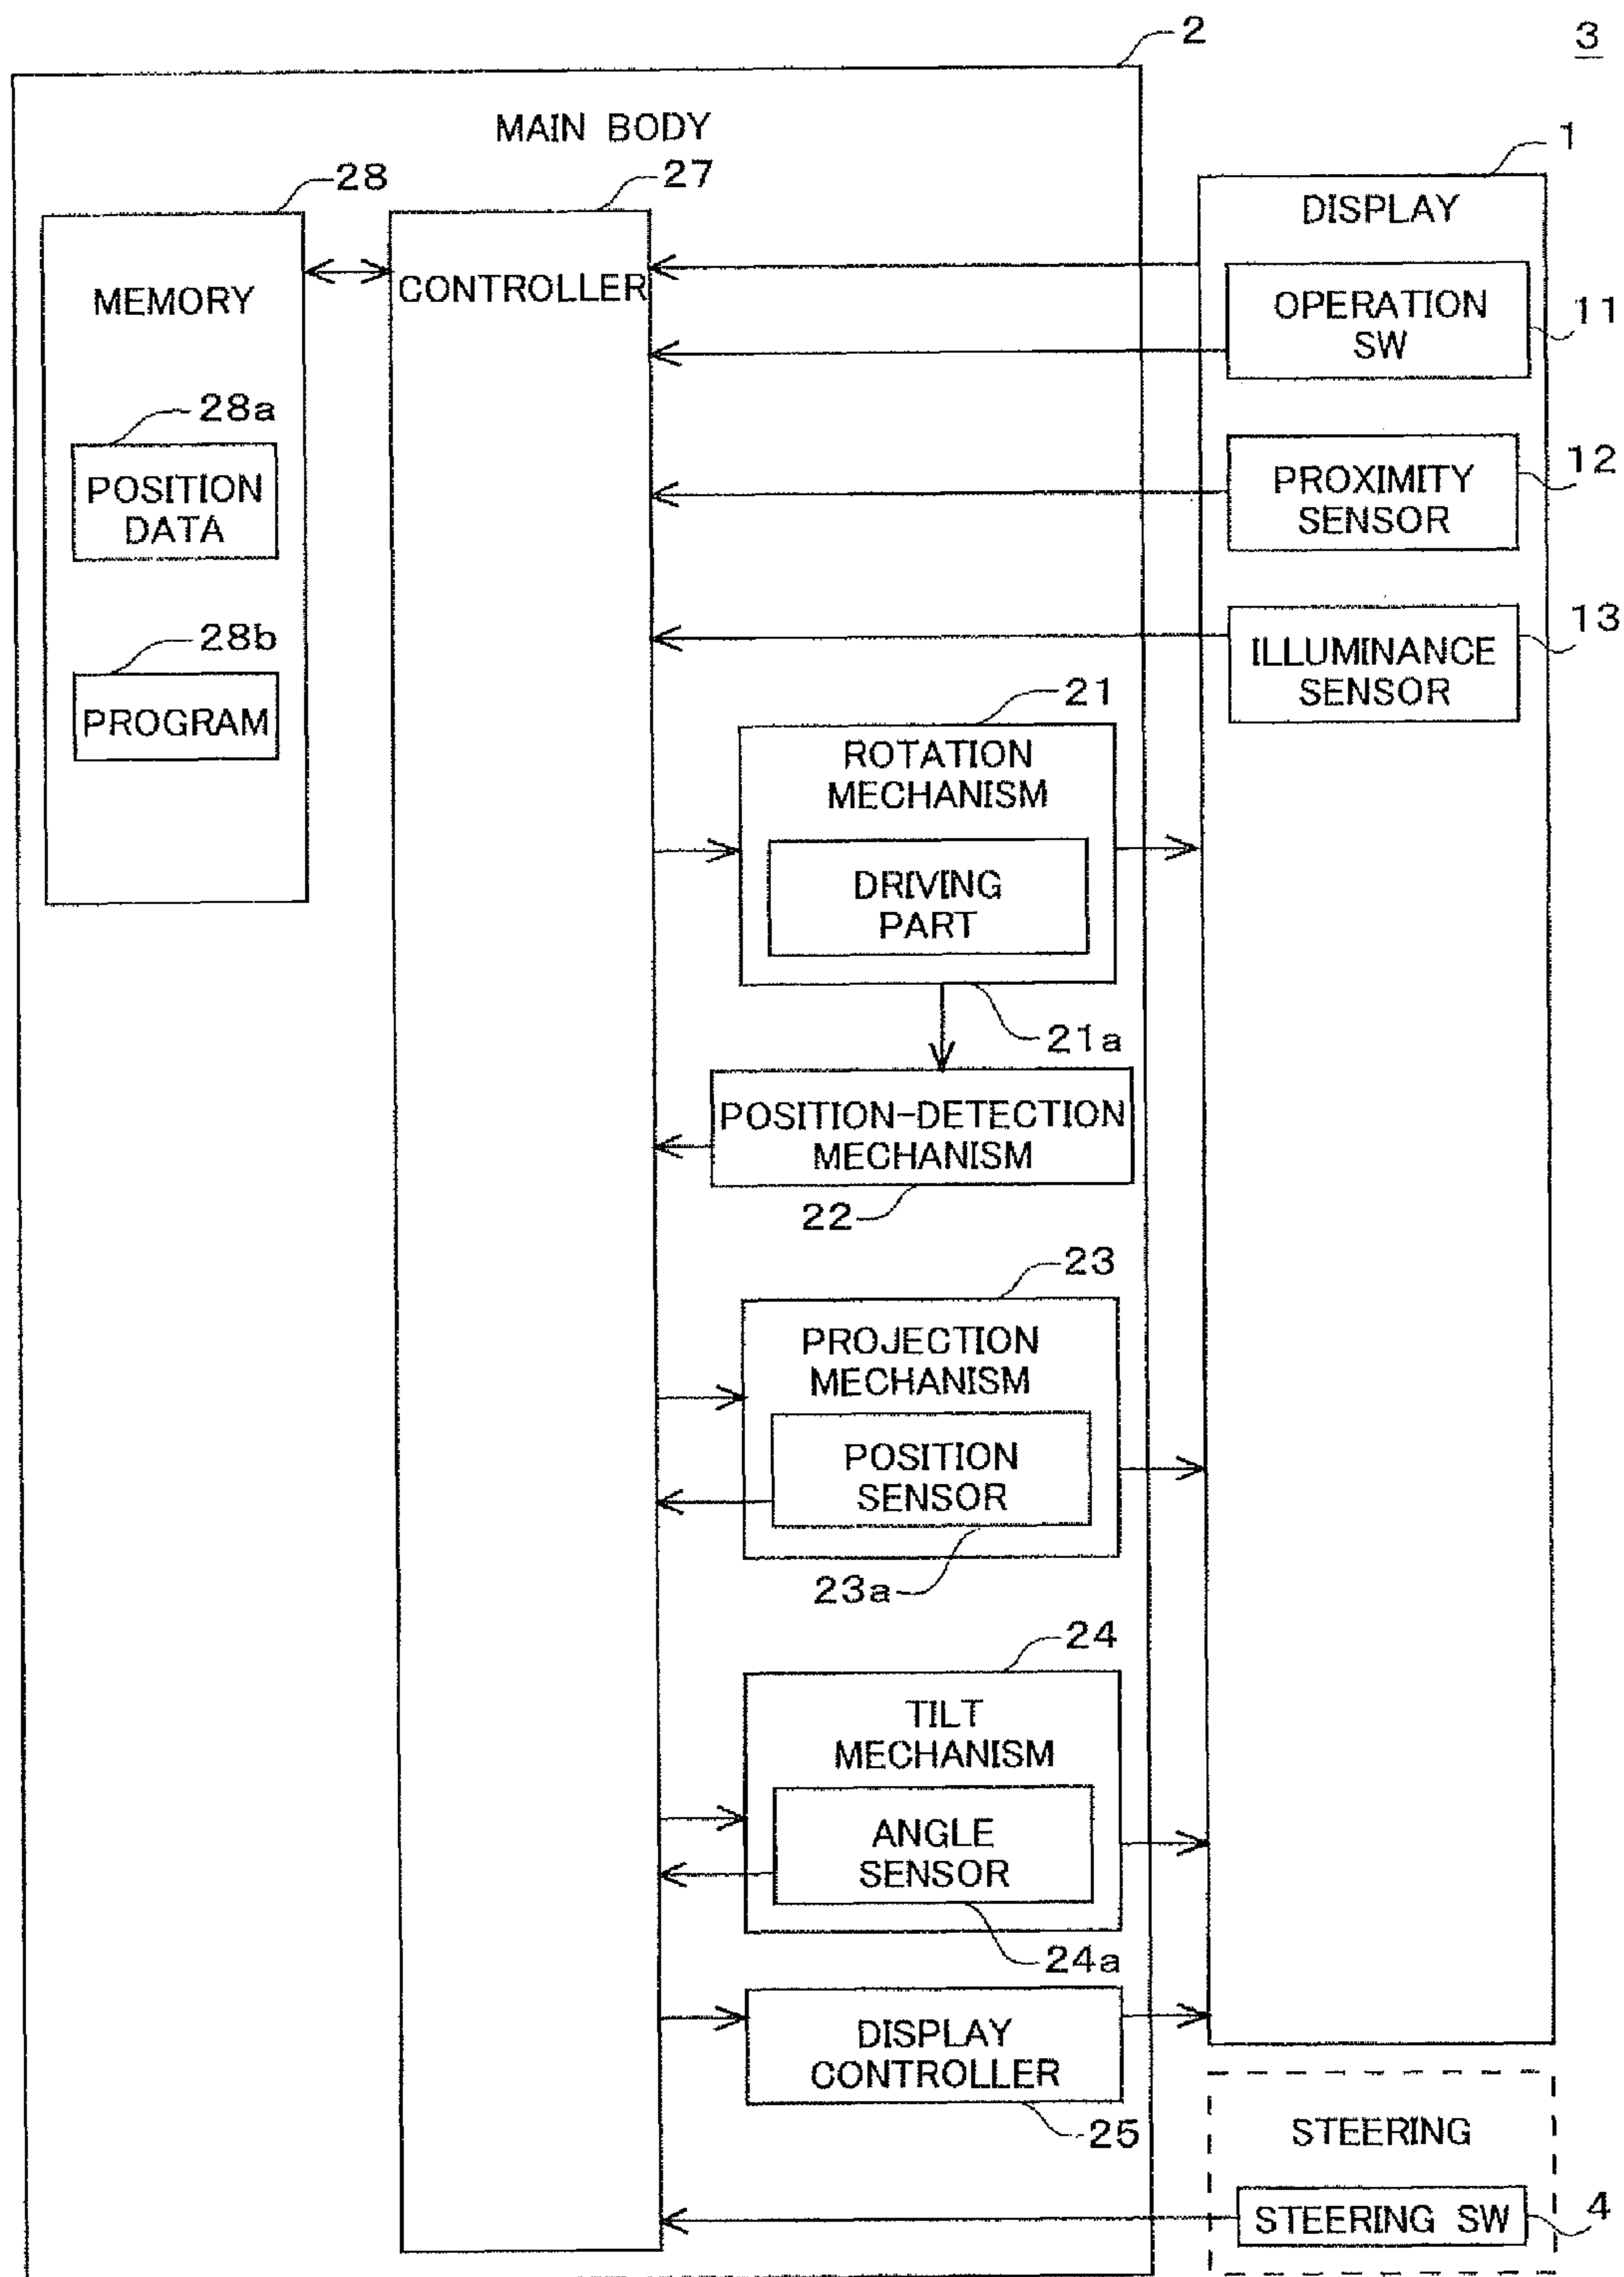 2
3
MAIN BODY
1
28
27
DISPLAY
CONTROLLER
MEMORY
OPERATION
SW
11
28a
POSITION
DATA
PROXIMITY
SENSOR
12
28b
PROGRAM
ILLUMINANCE
SENSOR
13
21
ROTATION
MECHANISM
DRIVING
PART
21a
POSITION-DETECTION
MECHANISM
22
23
PROJECTION
MECHANISM
POSITION
SENSOR
23a
24
TILT
MECHANISM
ANGLE
SENSOR
24a
DISPLAY
CONTROLLER
25
STEERING
STEERING SW
4